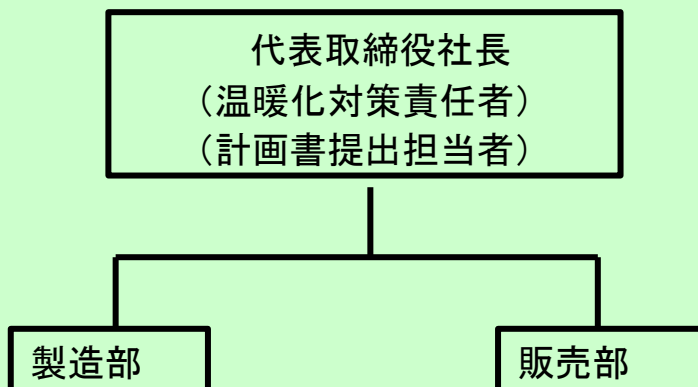 代表取締役社長
（温暖化対策責任者）
（計画書提出担当者）
製造部
販売部